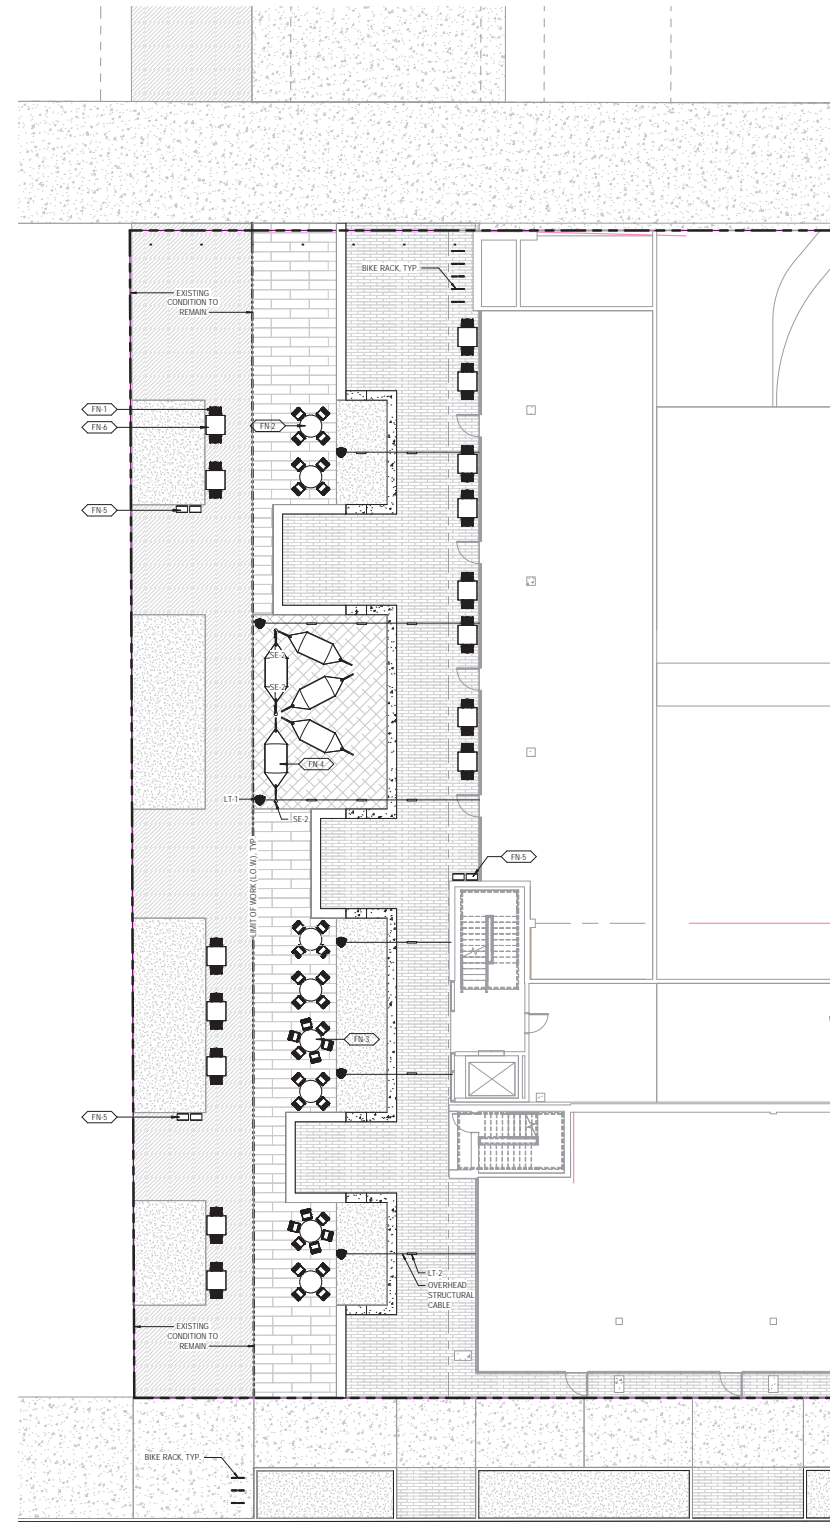 BIKE RACK, TYP.
EXISTING
CONDITION TO
REMAIN
FN-1
FN-6
FN-2
FN-5
SE-2
SE-2
FN-4
LT-1
SE-2
LIMIT OF WORK (L.O.W.), TYP.
FN-5
FN-3
FN-5
LT-2
OVERHEAD
STRUCTURAL
CABLE
EXISTING
CONDITION TO
REMAIN
BIKE RACK, TYP.